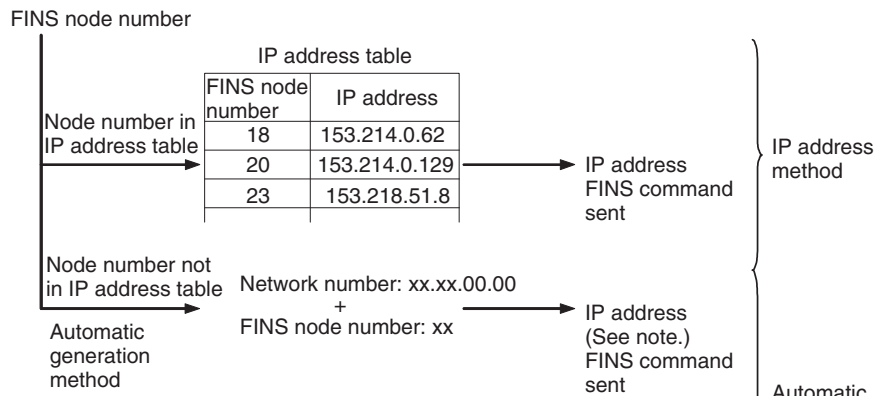 FINS node number
IP address table
FINS node
number
IP address
Node number in
IP address table
18
153.214.0.62
20
153.214.0.129
23
153.218.51.8
IP address
FINS command
sent
IP address
method
Node number not
in IP address table
Automatic
generation
method
Network number: xx.xx.00.00
+
FINS node number: xx
IP address
(See note.)
FINS command
sent
Automatic